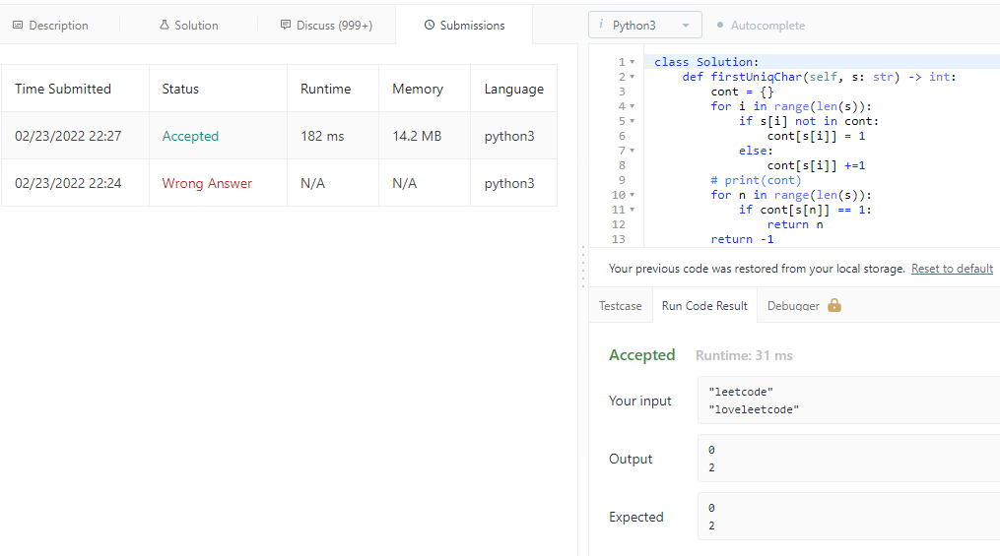 Description Solution Discuss (999+) Submissions
Time Submitted Status Runtime Memory Language
02/23/2022 22:27 Accepted 182 ms 14.2 MB python3
02/23/2022 22:24 Wrong Answer N/A N/A python3
i Python3 Autocomplete
1 class Solution:
2     def firstUniqChar(self, s: str) -> int:
3         cont = {}
4         for i in range(len(s)):
5             if s[i] not in cont:
6                 cont[s[i]] = 1
7             else:
8                 cont[s[i]] +=1
9         # print(cont)
10         for n in range(len(s)):
11             if cont[s[n]] == 1:
12                 return n
13         return -1
Your previous code was restored from your local storage. Reset to default
Testcase Run Code Result Debugger
Accepted Runtime: 31 ms
Your input
"leetcode"
"loveleetcode"
Output
0
2
Expected
0
2